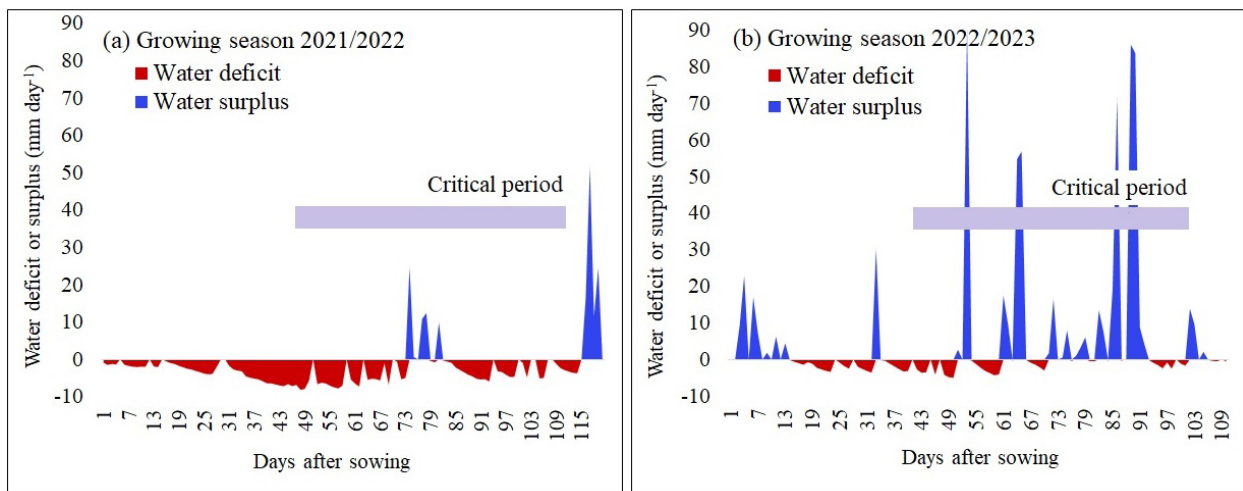 (a) Growing season 2021/2022
Water deficit
Water surplus
Critical period
Water deficit or surplus (mm day⁻¹)
90
80
70
60
50
40
30
20
10
0
-10
1 7 13 19 25 31 37 43 49 55 61 67 73 79 85 91 97 103 109 115
Days after sowing
(b) Growing season 2022/2023
Water deficit
Water surplus
Critical period
Water deficit or surplus (mm day⁻¹)
90
80
70
60
50
40
30
20
10
0
-10
1 7 13 19 25 31 37 43 49 55 61 67 73 79 85 91 97 103 109
Days after sowing